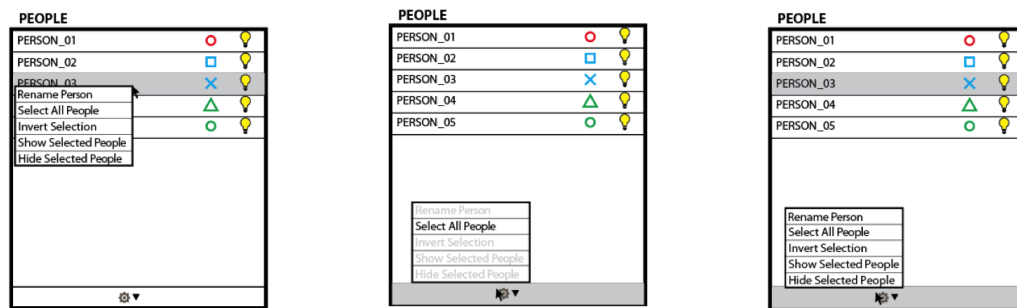 PEOPLE
PERSON_01
PERSON_02
PERSON_03
Rename Person
Select All People
Invert Selection
Show Selected People
Hide Selected People
PEOPLE
PERSON_01
PERSON_02
PERSON_03
PERSON_04
PERSON_05
Rename Person
Select All People
Invert Selection
Show Selected People
Hide Selected People
PEOPLE
PERSON_01
PERSON_02
PERSON_03
PERSON_04
PERSON_05
Rename Person
Select All People
Invert Selection
Show Selected People
Hide Selected People